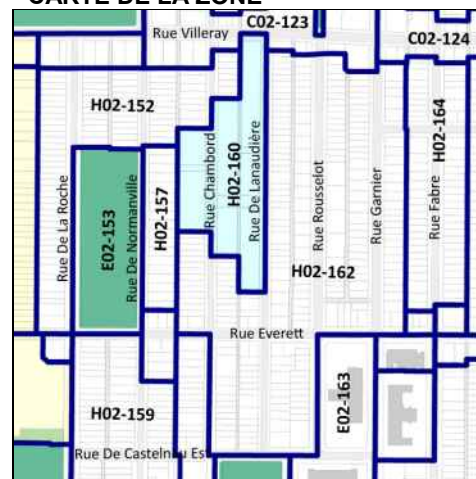 CARTE DE LA ZONE
C02-123
Rue Villeray
C02-124
H02-152
H02-164
Rue Chambord
H02-160
Rue De Lanaudière
Rue Rousselot
Rue Garnier
Rue Fabre
Rue De La Roche
E02-153
Rue De Normanville
H02-157
H02-162
Rue Everett
E02-163
H02-159
Rue De Castelnau Est